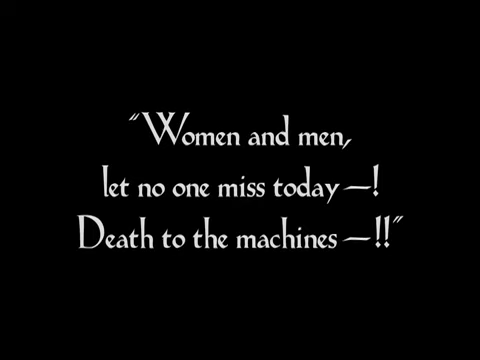 "Women and men,
let no one miss today—!
Death to the machines—!!"